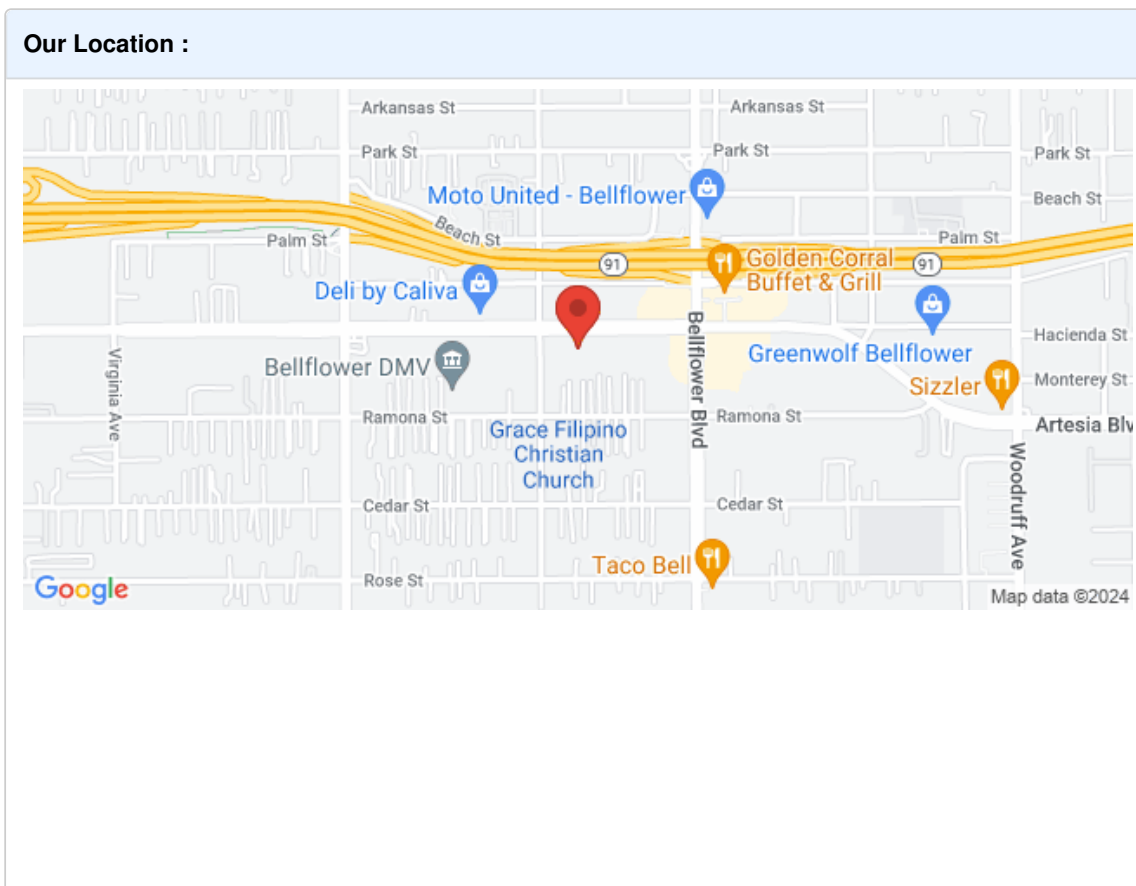 Our Location :
Arkansas St
Arkansas St
Park St
Park St
Park St
Moto United - Bellflower
Beach St
Beach St
Palm St
Palm St
91
91
Golden Corral
Buffet & Grill
Deli by Caliva
Bellflower Blvd
Hacienda St
Greenwolf Bellflower
Virginia Ave
Bellflower DMV
Sizzler
Monterey St
Ramona St
Ramona St
Artesia Blv
Grace Filipino
Christian
Church
Woodruff Ave
Cedar St
Cedar St
Taco Bell
Rose St
Google
Map data ©2024